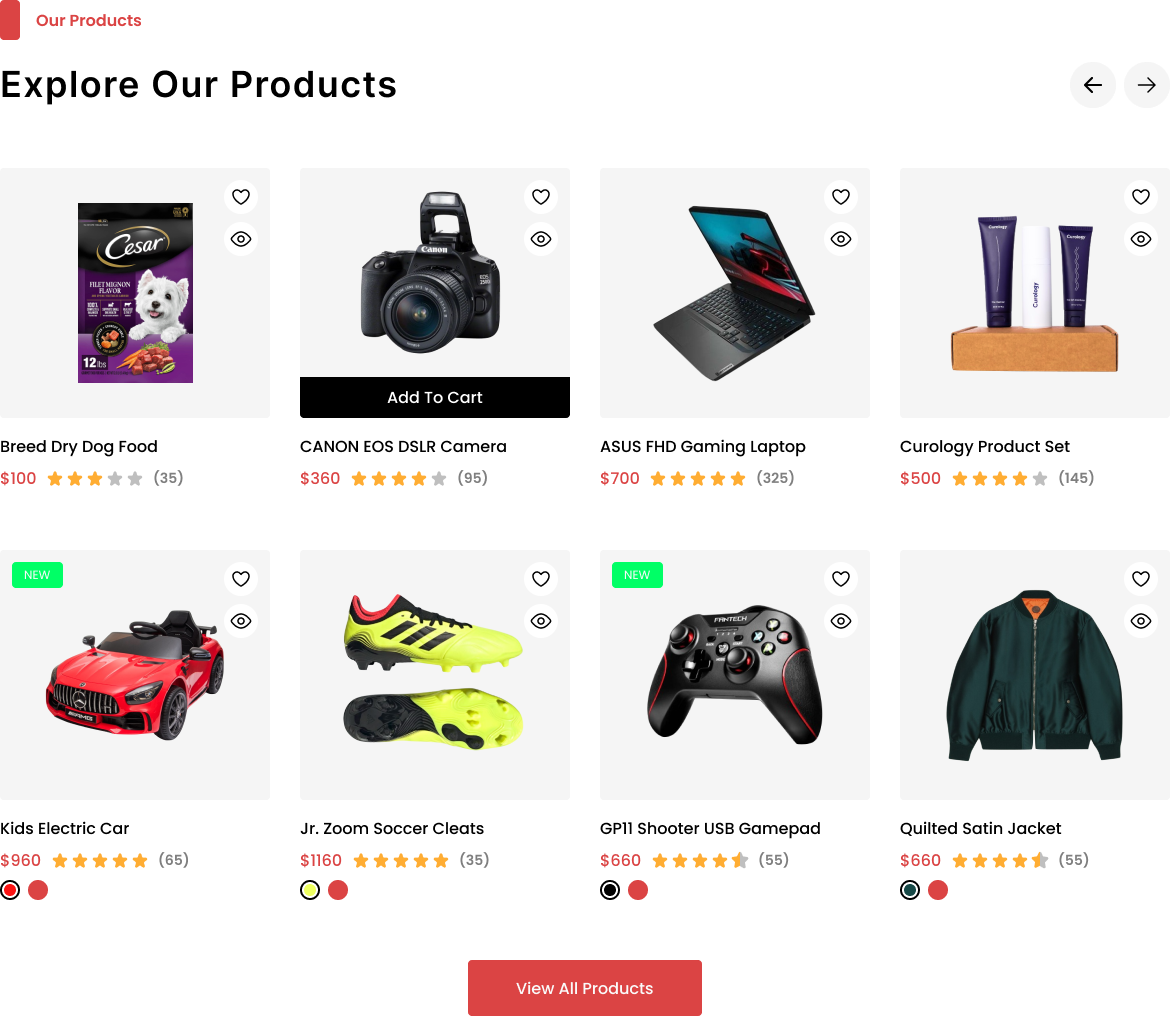 Our Products
Explore Our Products
Cesar
FILET MIGNON
FLAVOR
12 lbs
Canon
EOS
Curology
Curology
Curology
Add To Cart
Breed Dry Dog Food
CANON EOS DSLR Camera
ASUS FHD Gaming Laptop
Curology Product Set
$100 (35)
$360 (95)
$700 (325)
$500 (145)
NEW
NEW
FANTECH
AMG
Kids Electric Car
Jr. Zoom Soccer Cleats
GP11 Shooter USB Gamepad
Quilted Satin Jacket
$960 (65)
$1160 (35)
$660 (55)
$660 (55)
View All Products